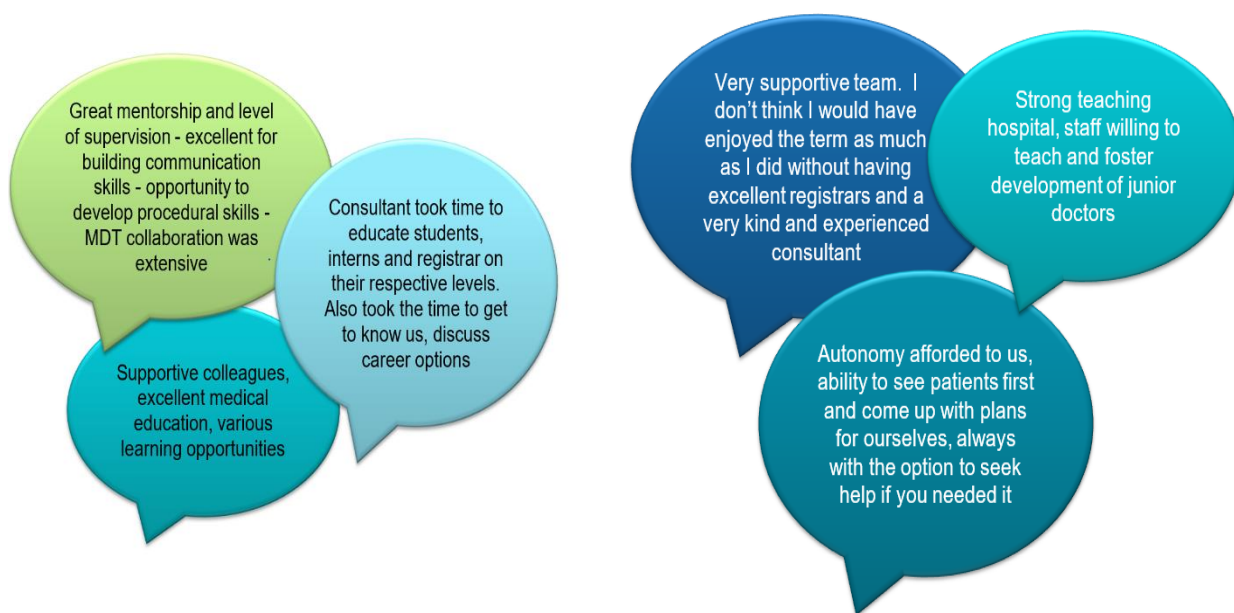 Great mentorship and level
of supervision - excellent for
building communication
skills - opportunity to
develop procedural skills -
MDT collaboration was
extensive
.
Consultant took time to
educate students,
interns and registrar on
their respective levels.
Also took the time to get
to know us, discuss
career options
Supportive colleagues,
excellent medical
education, various
learning opportunities
Very supportive team.  I
don’t think I would have
enjoyed the term as much
as I did without having
excellent registrars and a
very kind and experienced
consultant
Strong teaching
hospital, staff willing to
teach and foster
development of junior
doctors
Autonomy afforded to us,
ability to see patients first
and come up with plans
for ourselves, always
with the option to seek
help if you needed it